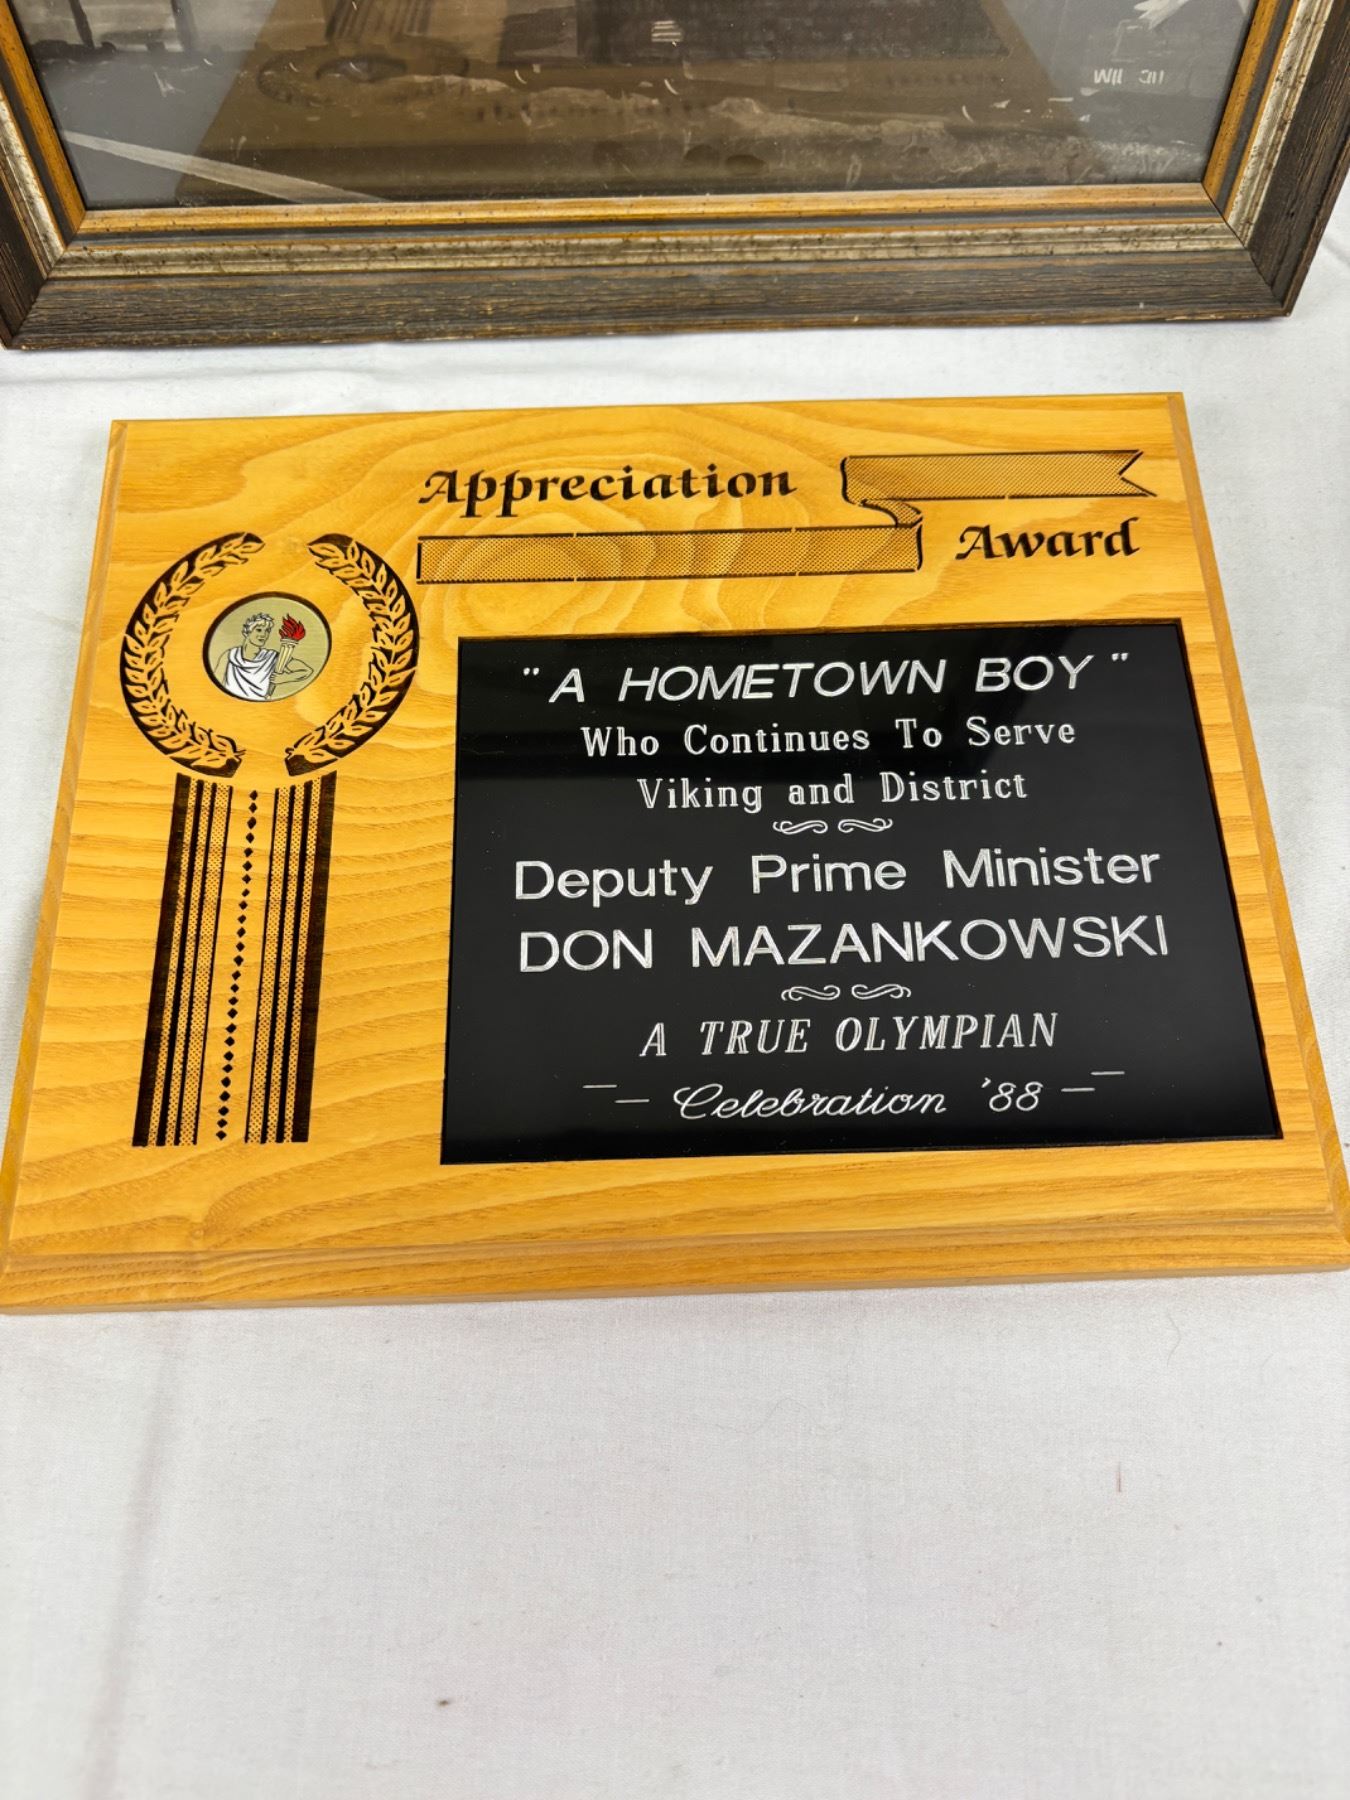 Appreciation
Award
"A HOMETOWN BOY"
Who Continues To Serve
Viking and District
Deputy Prime Minister
DON MAZANKOWSKI
A TRUE OLYMPIAN
Celebration '88